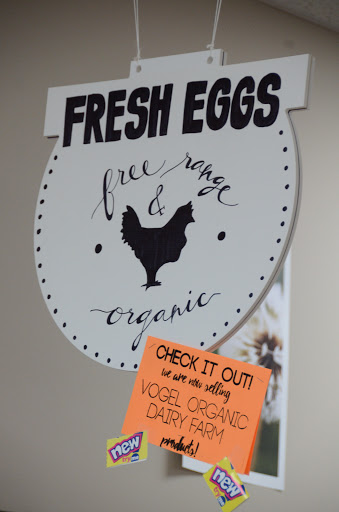 FRESH EGGS
free range
&
organic
CHECK IT OUT!
we are now selling
VOGEL ORGANIC
DAIRY FARM
products!
new
new